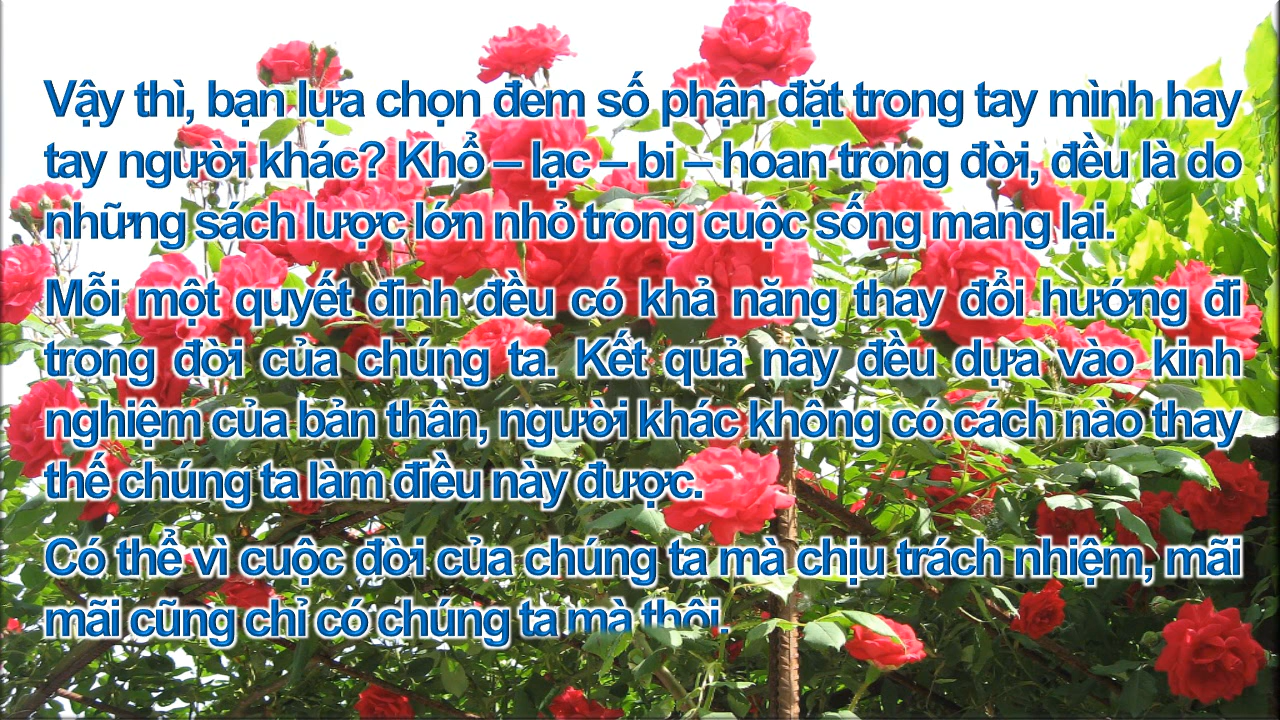 Vậy thì, bạn lựa chọn đem số phận đặt trong tay mình hay
tay người khác? Khổ – lạc – bi – hoan trong đời, đều là do
những sách lược lớn nhỏ trong cuộc sống mang lại.
Mỗi một quyết định đều có khả năng thay đổi hướng đi
trong đời của chúng ta. Kết quả này đều dựa vào kinh
nghiệm của bản thân, người khác không có cách nào thay
thế chúng ta làm điều này được.
Có thể vì cuộc đời của chúng ta mà chịu trách nhiệm, mãi
mãi cũng chỉ có chúng ta mà thôi.